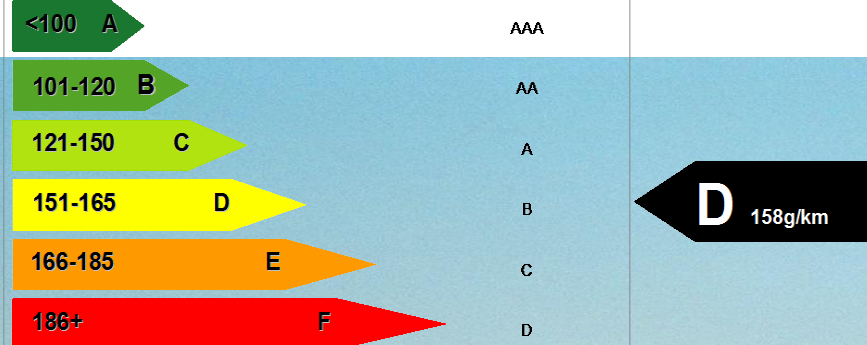 <100 A AAA
101-120 B AA
121-150 C A
151-165 D B
D 158g/km
166-185 E C
186+ F D